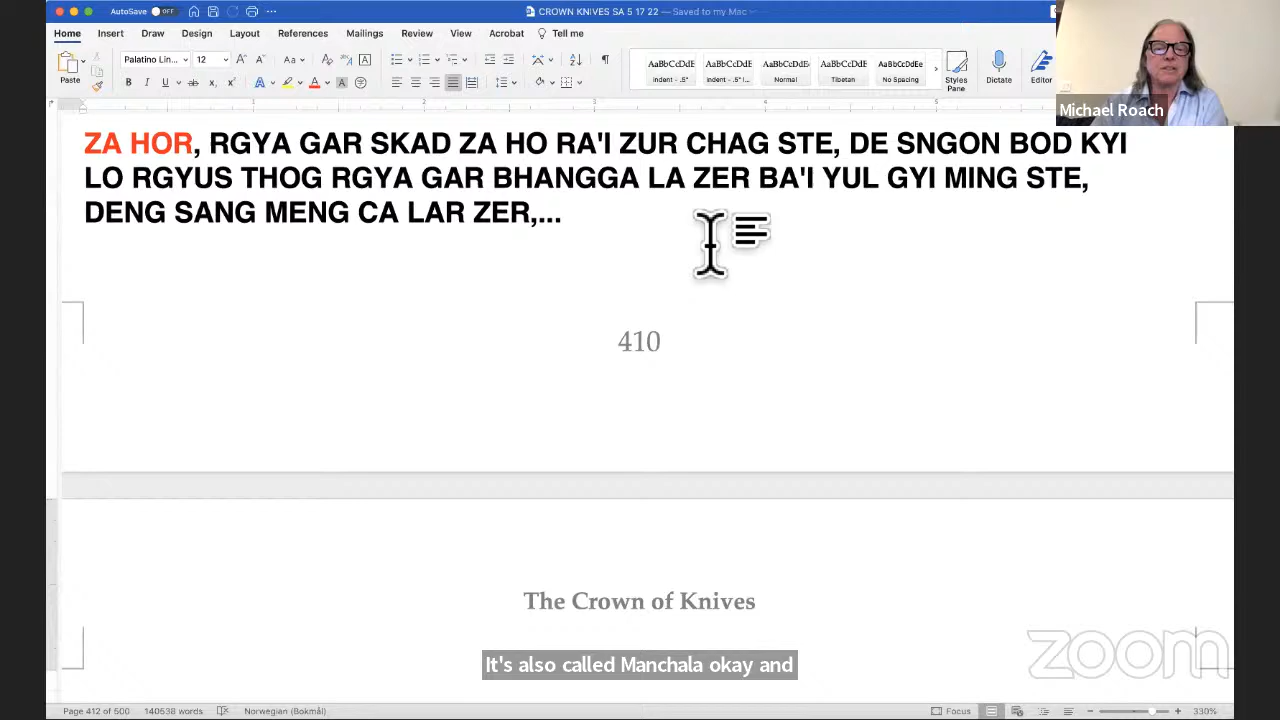 AutoSave OFF
CROWN KNIVES SA 5 17 22 — Saved to my Mac
Home Insert Draw Design Layout References Mailings Review View Acrobat Tell me
Paste
Palatino Lin... 12
AaBbCcDdE AaBbCcDdE AaBbCcDdE AaBbCcDdE AaBbCcDdEe
indent - .5" indent - .5" i... Normal Tibetan No Spacing
Styles Pane
Dictate
Editor
Michael Roach
ZA HOR, RGYA GAR SKAD ZA HO RA'I ZUR CHAG STE, DE SNGON BOD KYI
LO RGYUS THOG RGYA GAR BHANGGA LA ZER BA'I YUL GYI MING STE,
DENG SANG MENG CA LAR ZER,...
410
The Crown of Knives
It's also called Manchala okay and
zoom
Page 412 of 500 140538 words Norwegian (Bokmål) Focus 330%